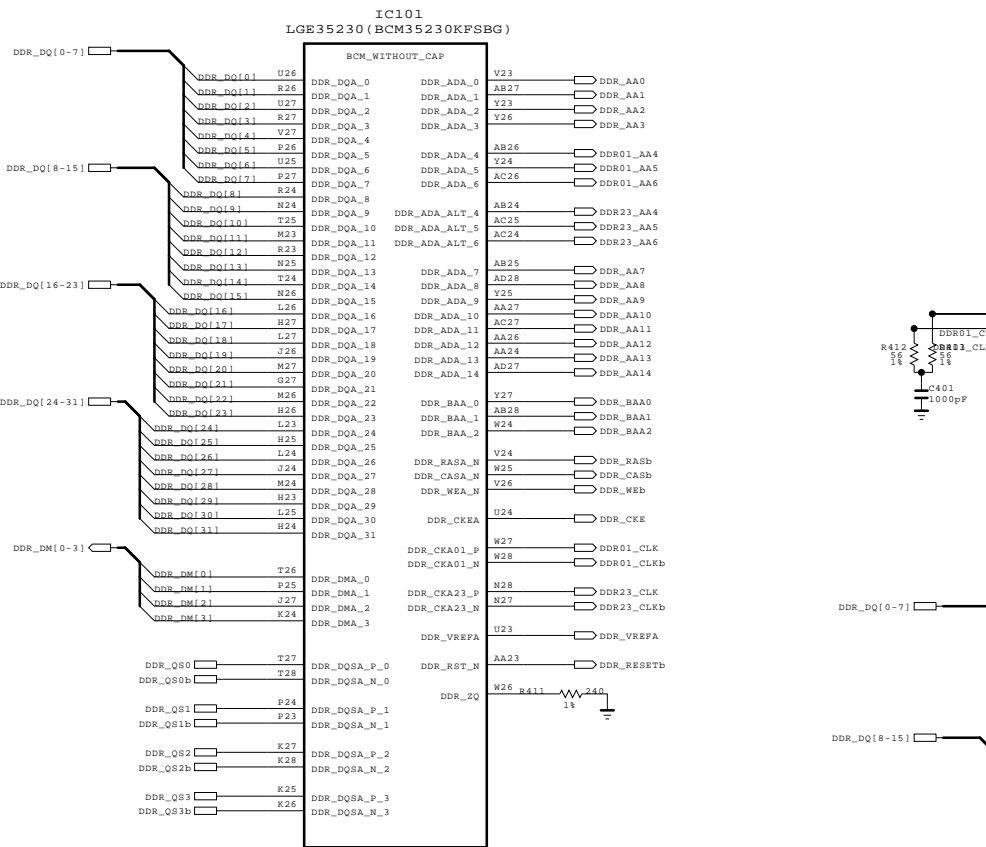 IC101
LGE35230(BCM35230KFSBG)
BCM_WITHOUT_CAP
DDR_DQ[0-7]
DDR_DQ[0] U26 DDR_DQA_0
DDR_DQ[1] R26 DDR_DQA_1
DDR_DQ[2] U27 DDR_DQA_2
DDR_DQ[3] R27 DDR_DQA_3
DDR_DQ[4] V27 DDR_DQA_4
DDR_DQ[5] P26 DDR_DQA_5
DDR_DQ[6] U25 DDR_DQA_6
DDR_DQ[7] P27 DDR_DQA_7
DDR_DQ[8-15]
DDR_DQ[8] R24 DDR_DQA_8
DDR_DQ[9] N24 DDR_DQA_9
DDR_DQ[10] T25 DDR_DQA_10
DDR_DQ[11] M23 DDR_DQA_11
DDR_DQ[12] R23 DDR_DQA_12
DDR_DQ[13] N25 DDR_DQA_13
DDR_DQ[14] T24 DDR_DQA_14
DDR_DQ[15] N26 DDR_DQA_15
DDR_DQ[16-23]
DDR_DQ[16] L26 DDR_DQA_16
DDR_DQ[17] H27 DDR_DQA_17
DDR_DQ[18] L27 DDR_DQA_18
DDR_DQ[19] J26 DDR_DQA_19
DDR_DQ[20] M27 DDR_DQA_20
DDR_DQ[21] G27 DDR_DQA_21
DDR_DQ[22] M26 DDR_DQA_22
DDR_DQ[23] H26 DDR_DQA_23
DDR_DQ[24-31]
DDR_DQ[24] L23 DDR_DQA_24
DDR_DQ[25] H25 DDR_DQA_25
DDR_DQ[26] L24 DDR_DQA_26
DDR_DQ[27] J24 DDR_DQA_27
DDR_DQ[28] M24 DDR_DQA_28
DDR_DQ[29] H23 DDR_DQA_29
DDR_DQ[30] L25 DDR_DQA_30
DDR_DQ[31] H24 DDR_DQA_31
DDR_DM[0-3]
DDR_DM[0] T26 DDR_DMA_0
DDR_DM[1] P25 DDR_DMA_1
DDR_DM[2] J27 DDR_DMA_2
DDR_DM[3] K24 DDR_DMA_3
DDR_QS0 T27 DDR_DQSA_P_0
DDR_QS0b T28 DDR_DQSA_N_0
DDR_QS1 P24 DDR_DQSA_P_1
DDR_QS1b P23 DDR_DQSA_N_1
DDR_QS2 K27 DDR_DQSA_P_2
DDR_QS2b K28 DDR_DQSA_N_2
DDR_QS3 K25 DDR_DQSA_P_3
DDR_QS3b K26 DDR_DQSA_N_3
DDR_ADA_0 V23 DDR_AA0
DDR_ADA_1 AB27 DDR_AA1
DDR_ADA_2 Y23 DDR_AA2
DDR_ADA_3 Y26 DDR_AA3
DDR_ADA_4 AB26 DDR01_AA4
DDR_ADA_5 Y24 DDR01_AA5
DDR_ADA_6 AC26 DDR01_AA6
DDR_ADA_ALT_4 AB24 DDR23_AA4
DDR_ADA_ALT_5 AC25 DDR23_AA5
DDR_ADA_ALT_6 AC24 DDR23_AA6
DDR_ADA_7 AB25 DDR_AA7
DDR_ADA_8 AD28 DDR_AA8
DDR_ADA_9 Y25 DDR_AA9
DDR_ADA_10 AA27 DDR_AA10
DDR_ADA_11 AC27 DDR_AA11
DDR_ADA_12 AA26 DDR_AA12
DDR_ADA_13 AA24 DDR_AA13
DDR_ADA_14 AD27 DDR_AA14
DDR_BAA_0 Y27 DDR_BAA0
DDR_BAA_1 AB28 DDR_BAA1
DDR_BAA_2 W24 DDR_BAA2
DDR_RASA_N V24 DDR_RASb
DDR_CASA_N W25 DDR_CASb
DDR_WEA_N V26 DDR_WEb
DDR_CKEA U24 DDR_CKE
DDR_CKA01_P W27 DDR01_CLK
DDR_CKA01_N W28 DDR01_CLKb
DDR_CKA23_P N28 DDR23_CLK
DDR_CKA23_N N27 DDR23_CLKb
DDR_VREFA U23 DDR_VREFA
DDR_RST_N AA23 DDR_RESETb
DDR_ZQ W26 R411 240
1%
R412
56
1%
56
1%
C401
1000pF
DDR_DQ[0-7]
DDR_DQ[8-15]